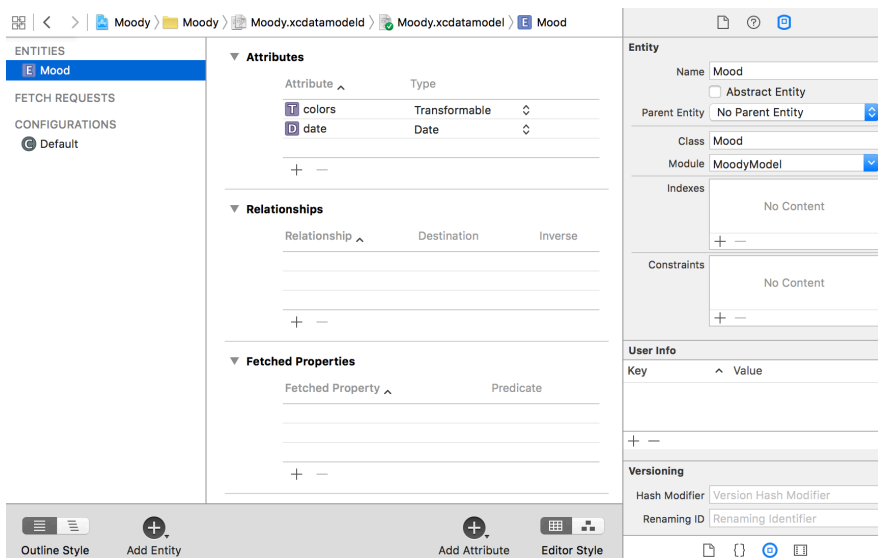 Moody Moody Moody.xcdatamodeld Moody.xcdatamodel E Mood
ENTITIES
E Mood
FETCH REQUESTS
CONFIGURATIONS
C Default
Attributes
Attribute Type
T colors Transformable
D date Date
+ −
Relationships
Relationship Destination Inverse
+ −
Fetched Properties
Fetched Property Predicate
+ −
Outline Style Add Entity Add Attribute Editor Style
Entity
Name Mood
Abstract Entity
Parent Entity No Parent Entity
Class Mood
Module MoodyModel
Indexes
No Content
+ −
Constraints
No Content
+ −
User Info
Key Value
+ −
Versioning
Hash Modifier Version Hash Modifier
Renaming ID Renaming Identifier
{}